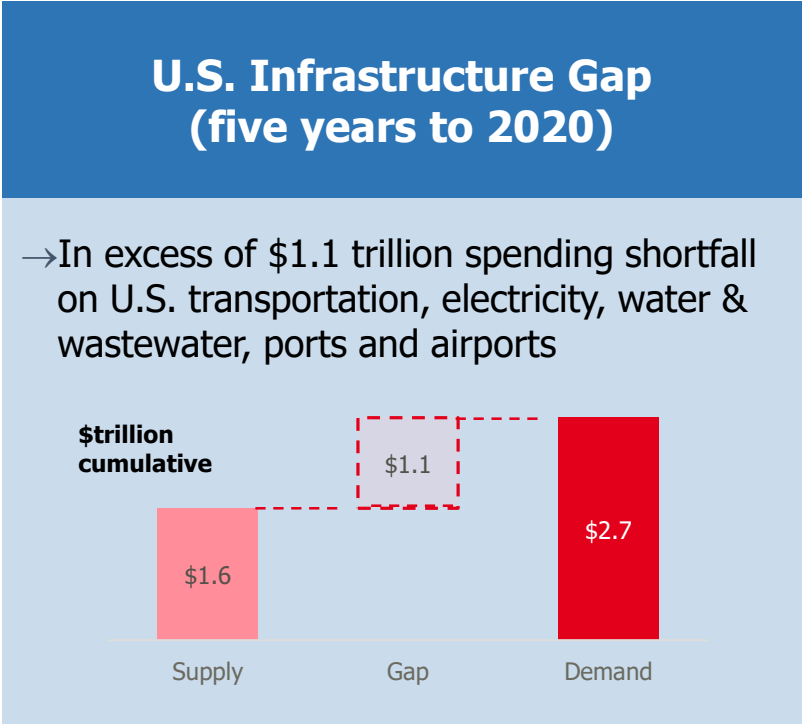 U.S. Infrastructure Gap
(five years to 2020)
→In excess of $1.1 trillion spending shortfall
on U.S. transportation, electricity, water &
wastewater, ports and airports
$trillion
cumulative
$1.1
$2.7
$1.6
Supply Gap Demand